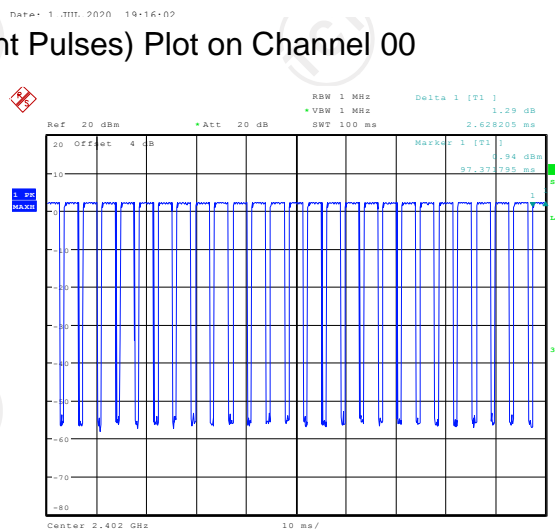 Date: 1 JUL 2020 19:16:02
nt Pulses) Plot on Channel 00
RBW 1 MHz
Delta 1 [T1 ]
* VBW 1 MHz
1.29 dB
Ref 20 dBm
* Att 20 dB
SWT 100 ms
2.628205 ms
20 Offset 4 dB
Marker 1 [T1 ]
0.94 dBm
97.371795 ms
10
1 PK
MAXH
1
S
L
0
-10
-20
-30
-40
3
-50
-60
-70
-80
Center 2.402 GHz
10 ms/